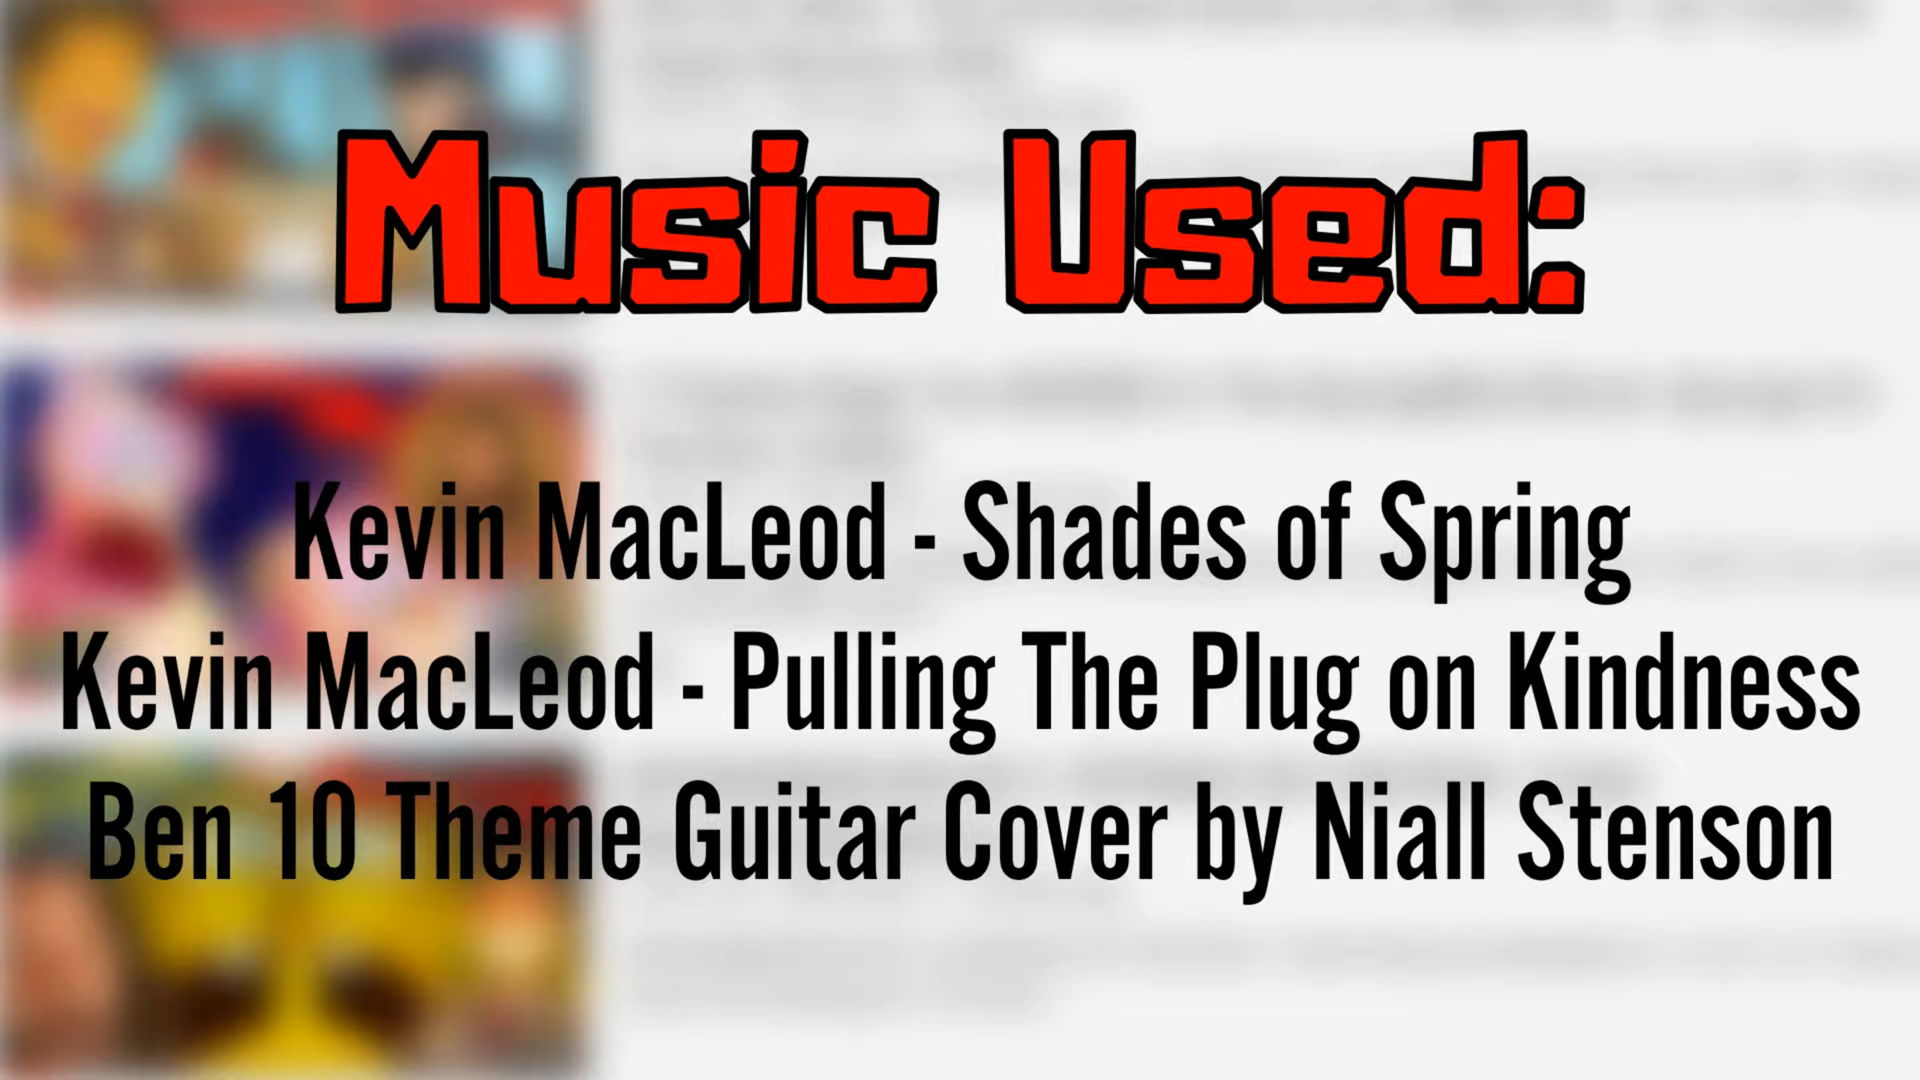 Music Used:
Kevin MacLeod - Shades of Spring
Kevin MacLeod - Pulling The Plug on Kindness
Ben 10 Theme Guitar Cover by Niall Stenson